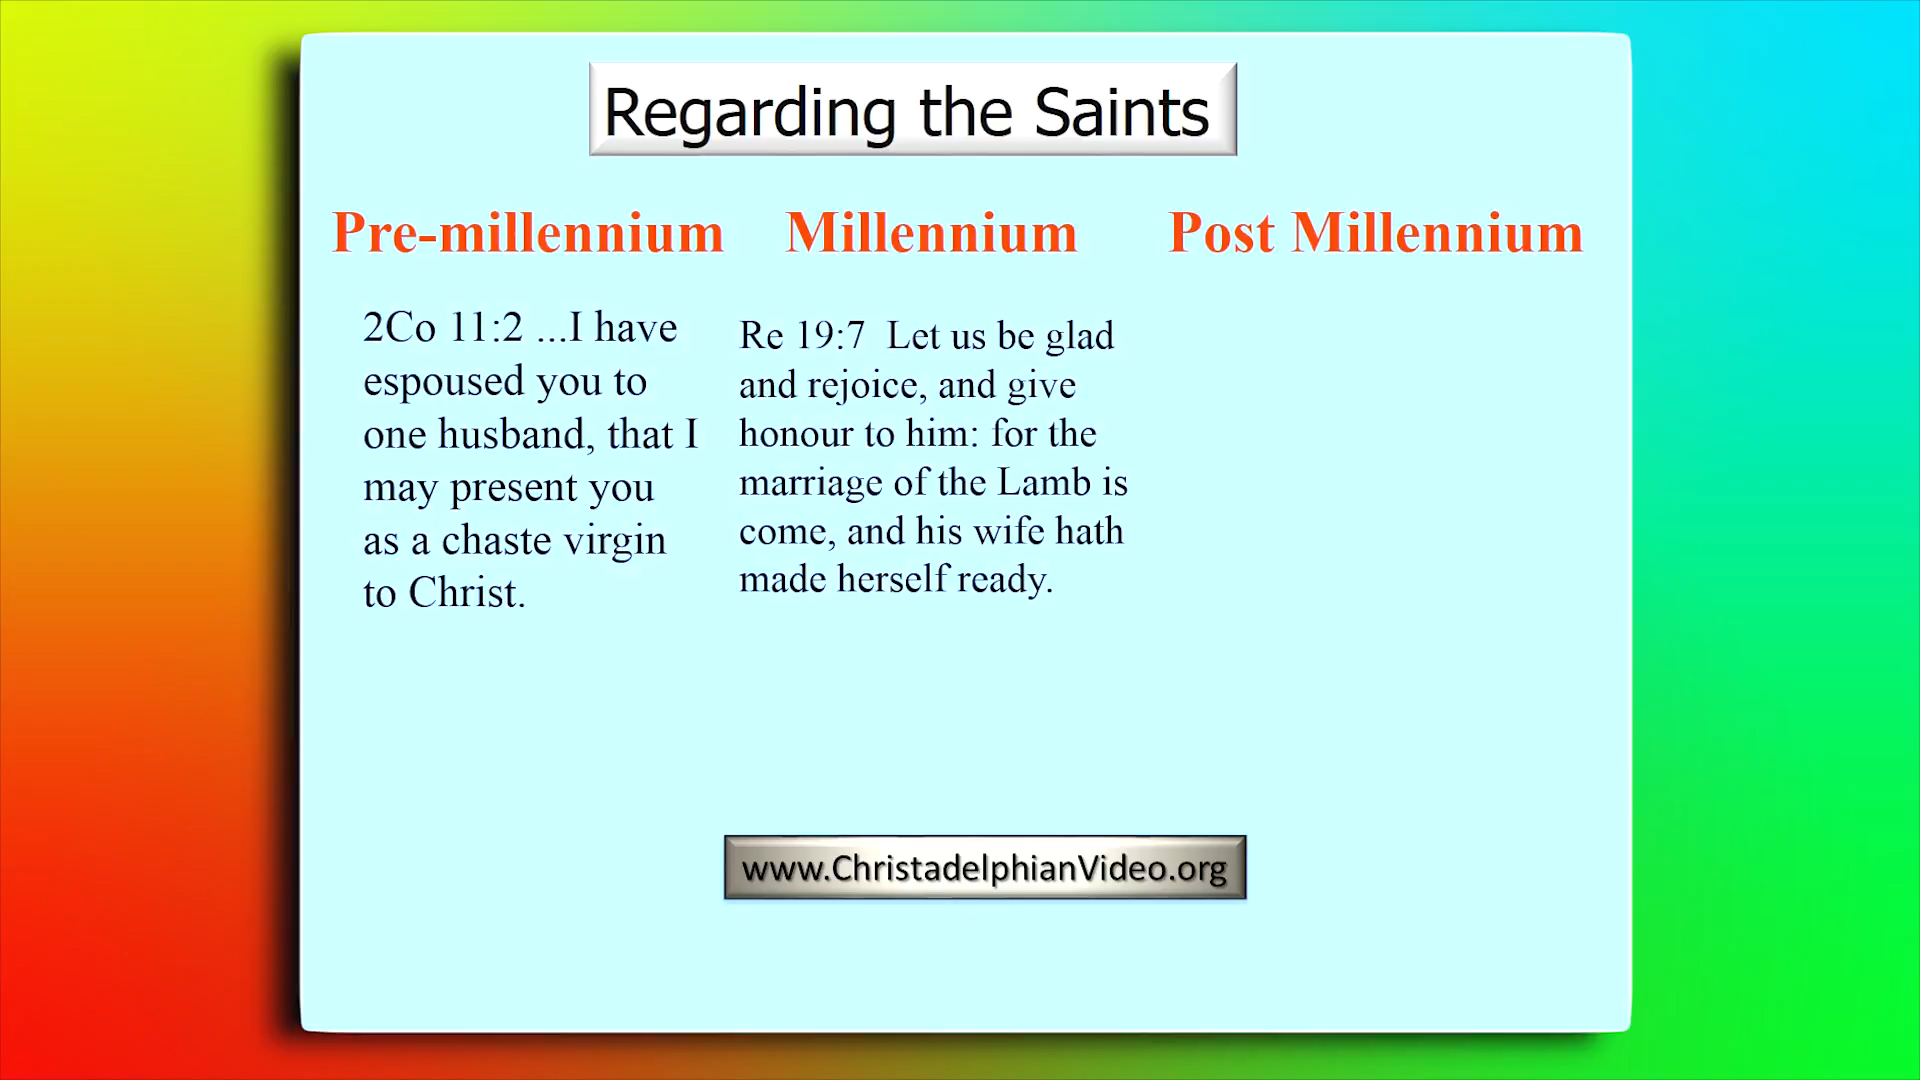 Regarding the Saints
Pre-millennium
Millennium
Post Millennium
2Co 11:2 ...I have
espoused you to
one husband, that I
may present you
as a chaste virgin
to Christ.
Re 19:7  Let us be glad
and rejoice, and give
honour to him: for the
marriage of the Lamb is
come, and his wife hath
made herself ready.
www.ChristadelphianVideo.org